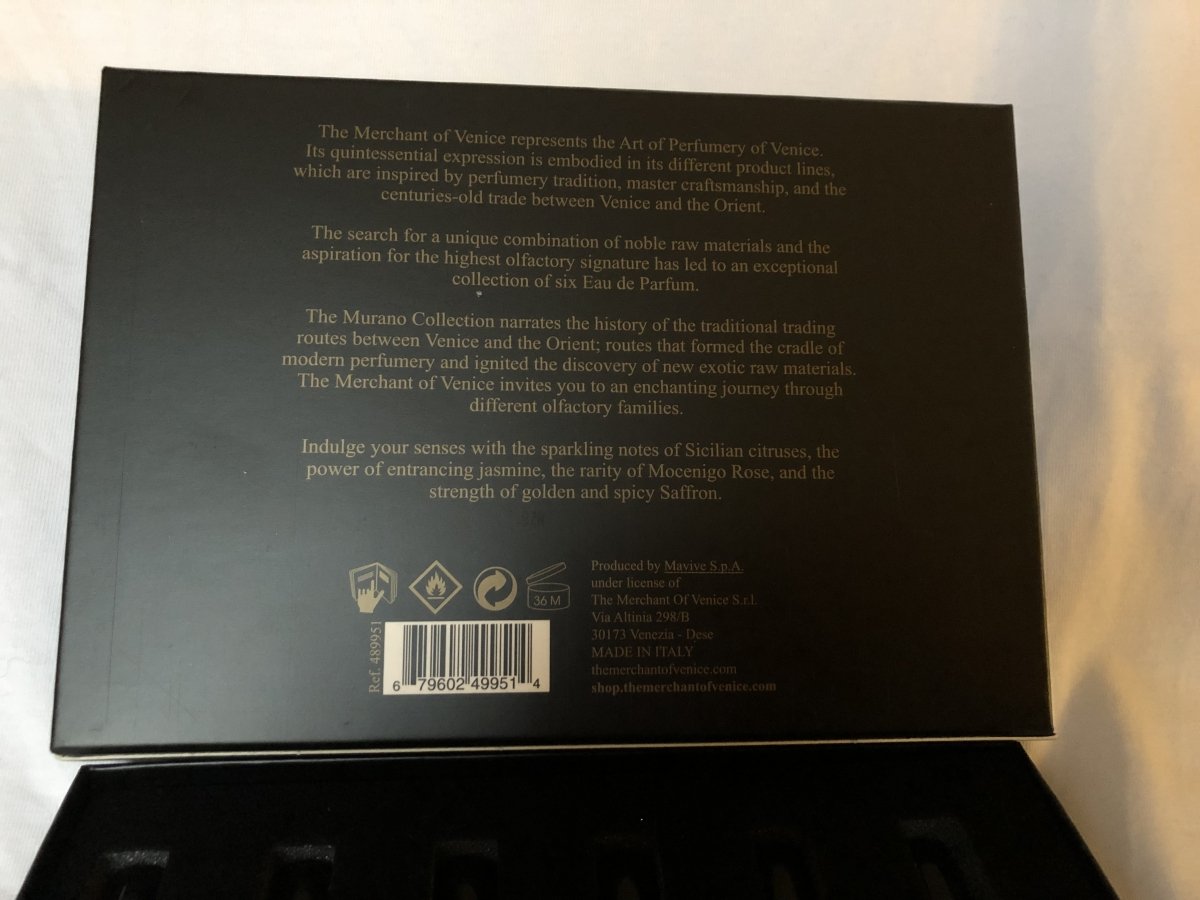 The Merchant of Venice represents the Art of Perfumery of Venice.
Its quintessential expression is embodied in its different product lines,
which are inspired by perfumery tradition, master craftsmanship, and the
centuries-old trade between Venice and the Orient.
The search for a unique combination of noble raw materials and the
aspiration for the highest olfactory signature has led to an exceptional
collection of six Eau de Parfum.
The Murano Collection narrates the history of the traditional trading
routes between Venice and the Orient; routes that formed the cradle of
modern perfumery and ignited the discovery of new exotic raw materials.
The Merchant of Venice invites you to an enchanting journey through
different olfactory families.
Indulge your senses with the sparkling notes of Sicilian citruses, the
power of entrancing jasmine, the rarity of Mocenigo Rose, and the
strength of golden and spicy Saffron.
36 M
Ref. 489951
6 79602 49951 4
Produced by Mavive S.p.A.
under license of
The Merchant Of Venice S.r.l.
Via Altinia 298/B
30173 Venezia - Dese
MADE IN ITALY
themerchantofvenice.com
shop.themerchantofvenice.com